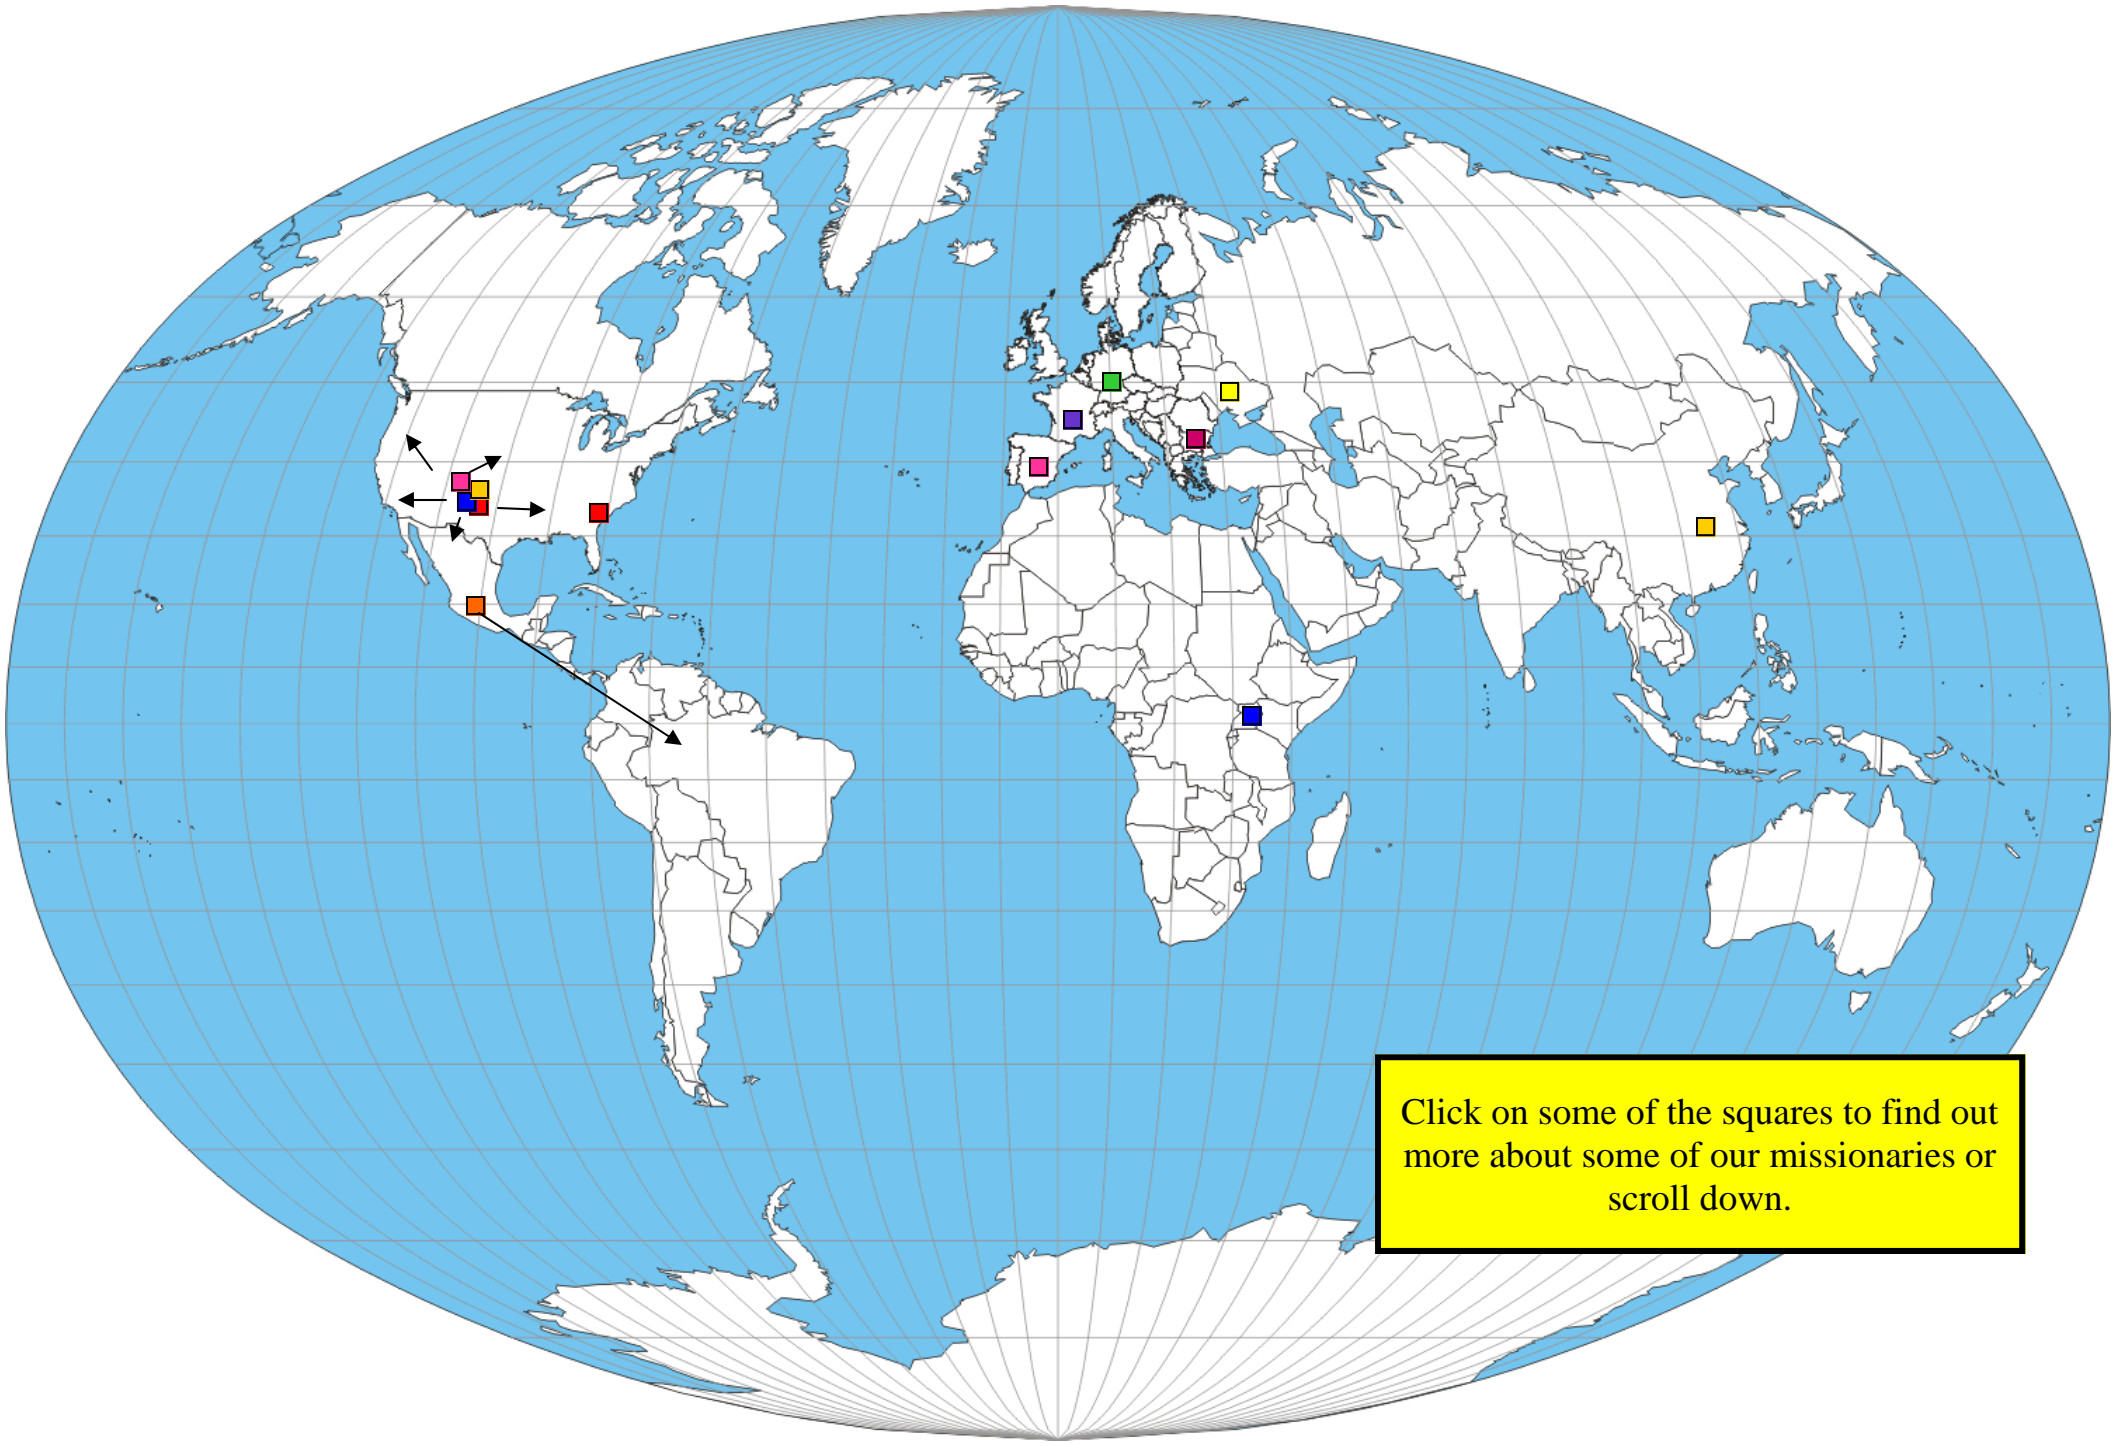 Click on some of the squares to find out
more about some of our missionaries or
scroll down.